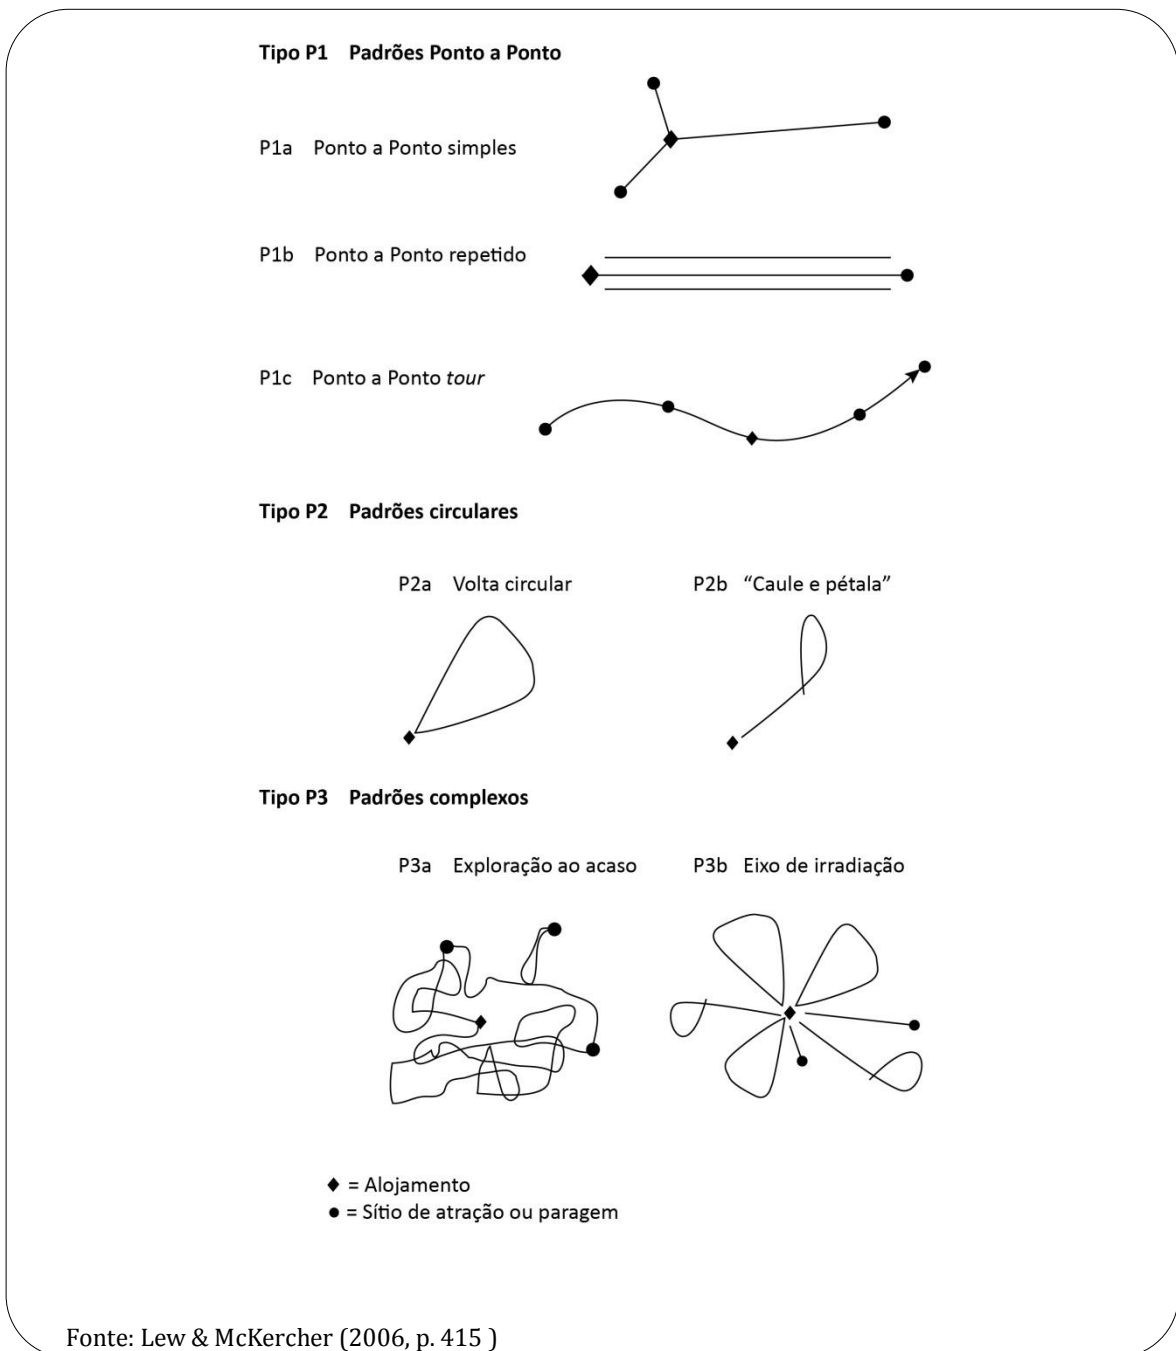 Tipo P1 Padrões Ponto a Ponto
P1a Ponto a Ponto simples
P1b Ponto a Ponto repetido
P1c Ponto a Ponto tour
Tipo P2 Padrões circulares
P2a Volta circular P2b “Caule e pétala”
Tipo P3 Padrões complexos
P3a Exploração ao acaso P3b Eixo de irradiação
= Alojamento
= Sítio de atração ou paragem
Fonte: Lew & McKercher (2006, p. 415 )